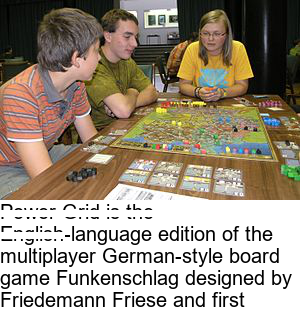 Power Grid is the
English-language edition of the
multiplayer German-style board
game Funkenschlag designed by
Friedemann Friese and first